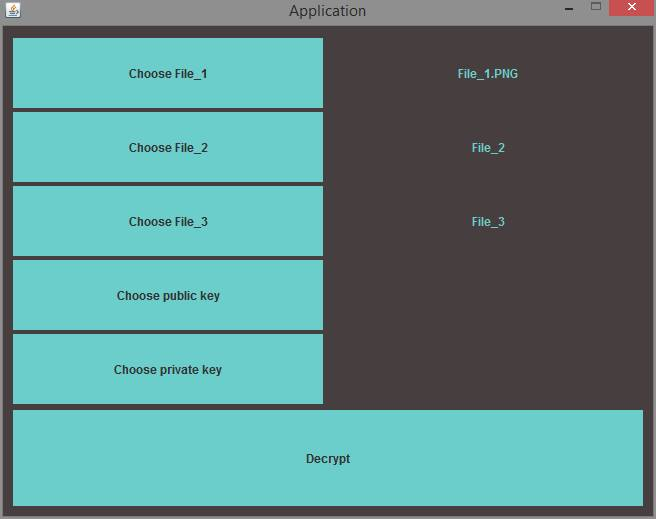 Application
Choose File_1
File_1.PNG
Choose File_2
File_2
Choose File_3
File_3
Choose public key
Choose private key
Decrypt